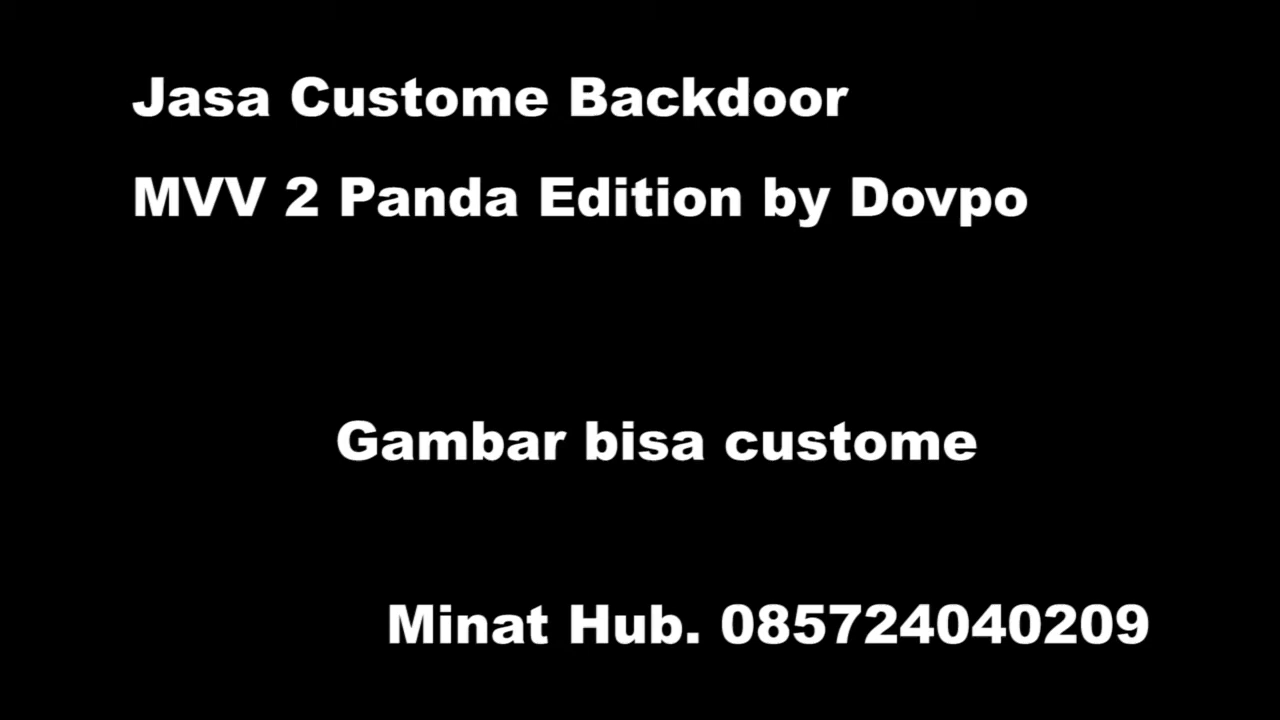 Jasa Custome Backdoor
MVV 2 Panda Edition by Dovpo
Gambar bisa custome
Minat Hub. 085724040209